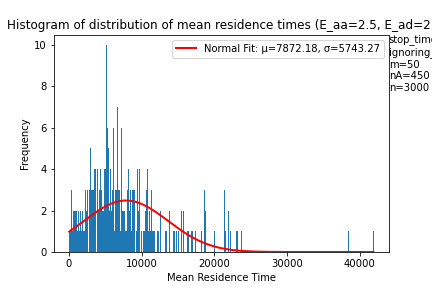 Histogram of distribution of mean residence times (E_aa=2.5, E_ad=2
Normal Fit: μ=7872.18, σ=5743.27
stop_time
ignoring_
m=50
nA=450
n=3000
10
8
6
4
2
0
Frequency
0 10000 20000 30000 40000
Mean Residence Time